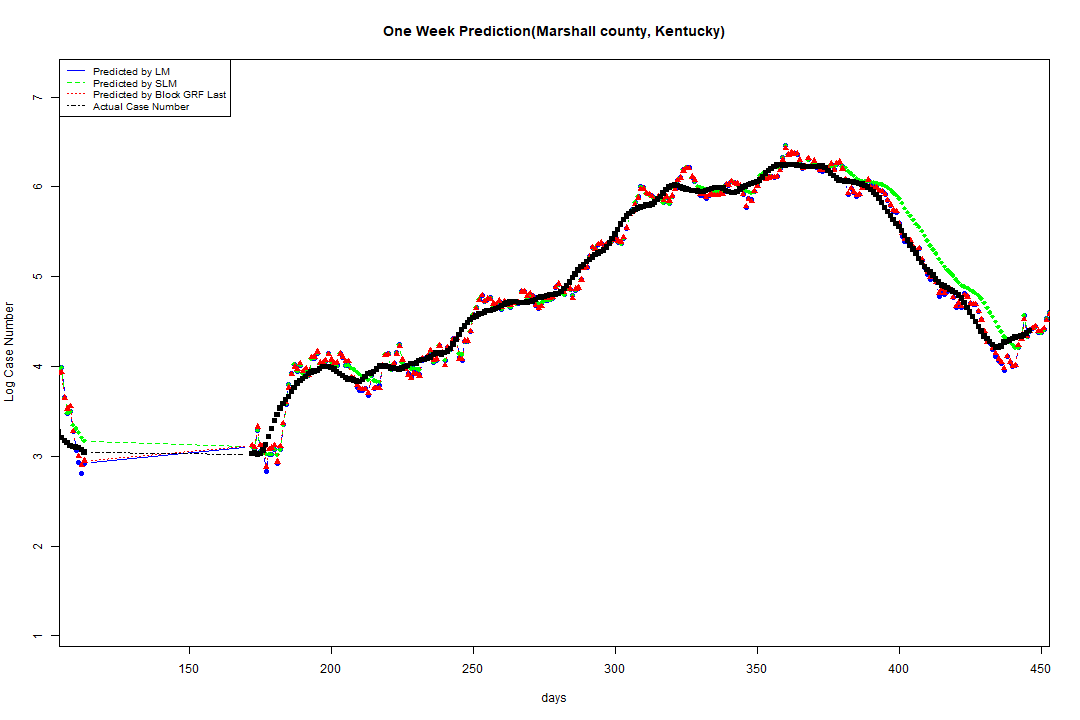 One Week Prediction(Marshall county, Kentucky)
Predicted by LM
Predicted by SLM
Predicted by Block GRF Last
Actual Case Number
Log Case Number
7
6
5
4
3
2
1
150 200 250 300 350 400 450
days